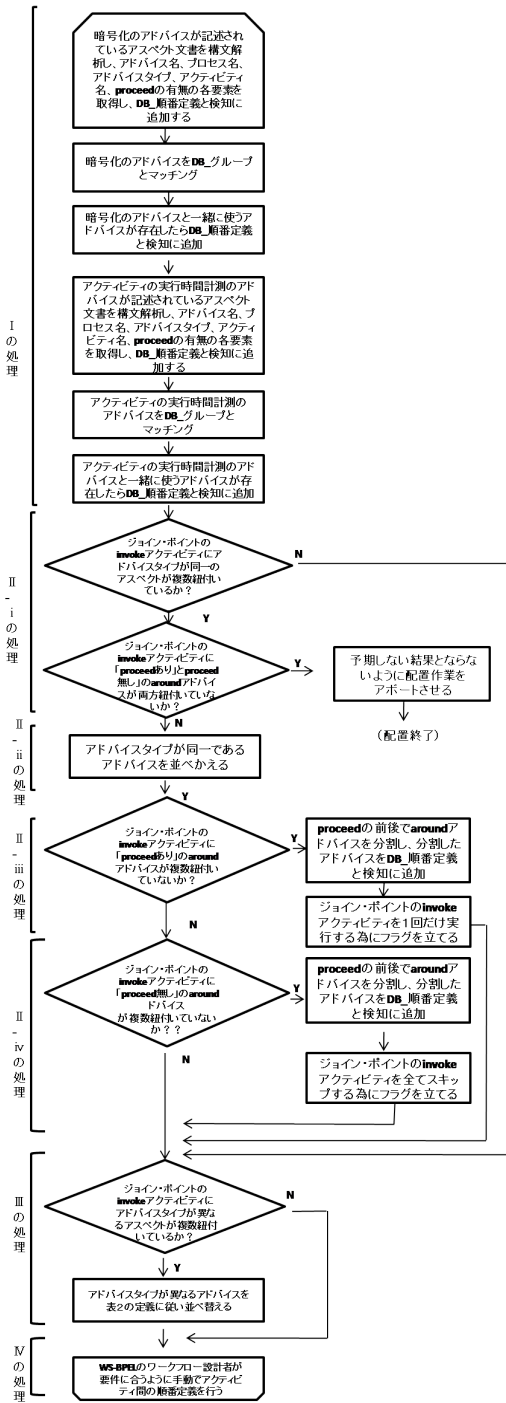 暗号化のアドバイスが記述され
ているアスペクト文書を構文解
析し、アドバイス名、プロセス名、
アドバイスタイプ、アクティビティ
名、proceedの有無の各要素を
取得し、DB_順番定義と検知に
追加する
暗号化のアドバイスをDB_グループ
とマッチング
暗号化のアドバイスと一緒に使うア
ドバイスが存在したらDB_順番定義
と検知に追加
アクティビティの実行時間計測のアド
バイスが記述されているアスペクト
文書を構文解析し、アドバイス名、プ
ロセス名、アドバイスタイプ、アクティ
ビティ名、proceedの有無の各要素
を取得し、DB_順番定義と検知に追
加する
アクティビティの実行時間計測の
アドバイスをDB_グループと
マッチング
アクティビティの実行時間計測のアド
バイスと一緒に使うアドバイスが存
在したらDB_順番定義と検知に追加
Ⅰの処理
ジョイン・ポイントの
invokeアクティビティにア
ドバイスタイプが同一の
アスペクトが複数紐付い
ているか？
N
Y
ジョイン・ポイントの
invokeアクティビティに
「proceedあり」とproceed
無し」のaroundアドバイ
スが両方紐付いていな
いか？
Y
N
予期しない結果とならな
いように配置作業を
アボートさせる
（配置終了）
Ⅱ-ⅰの処理
アドバイスタイプが同一である
アドバイスを並べかえる
Ⅱ-ⅱの処理
Y
ジョイン・ポイントの
invokeアクティビティに
「proceedあり」のaround
アドバイスが複数紐付い
ていないか？
Y
N
proceedの前後でaroundア
ドバイスを分割し、分割した
アドバイスをDB_順番定義
と検知に追加
ジョイン・ポイントのinvoke
アクティビティを1回だけ実
行する為にフラグを立てる
Ⅱ-ⅲの処理
ジョイン・ポイントの
invokeアクティビティに
「proceed無し」のaround
ドバイス
が複数紐付いていない
か？？
Y
N
proceedの前後でaroundア
ドバイスを分割し、分割した
アドバイスをDB_順番定義
と検知に追加
ジョイン・ポイントのinvoke
アクティビティを全てスキッ
プする為にフラグを立てる
Ⅱ-ⅳの処理
ジョイン・ポイントの
invokeアクティビティに
アドバイスタイプが異な
るアスペクトが複数紐付
いているか？
N
Y
アドバイスタイプが異なるアドバイスを
表2の定義に従い並べ替える
Ⅲの処理
WS-BPELのワークフロー設計者が
要件に合うように手動でアクティビ
ティ間の順番定義を行う
Ⅳの処理